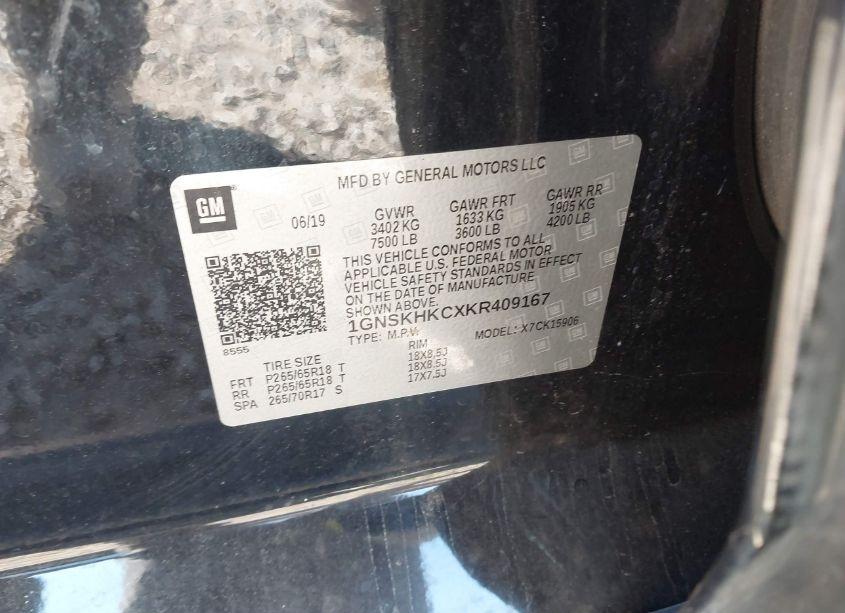 MFD BY GENERAL MOTORS LLC
GM
06/19
GVWR GAWR FRT GAWR RR
3402 KG 1633 KG 1905 KG
7500 LB 3600 LB 4200 LB
THIS VEHICLE CONFORMS TO ALL
APPLICABLE U.S. FEDERAL MOTOR
VEHICLE SAFETY STANDARDS IN EFFECT
ON THE DATE OF MANUFACTURE
SHOWN ABOVE.
1GNSKHKCXKR409167
TYPE: M.P.V. MODEL: X7CK15906
8555
TIRE SIZE RIM
FRT P265/65R18 T 18X8.5J
RR P265/65R18 T 18X8.5J
SPA 265/70R17 S 17X7.5J